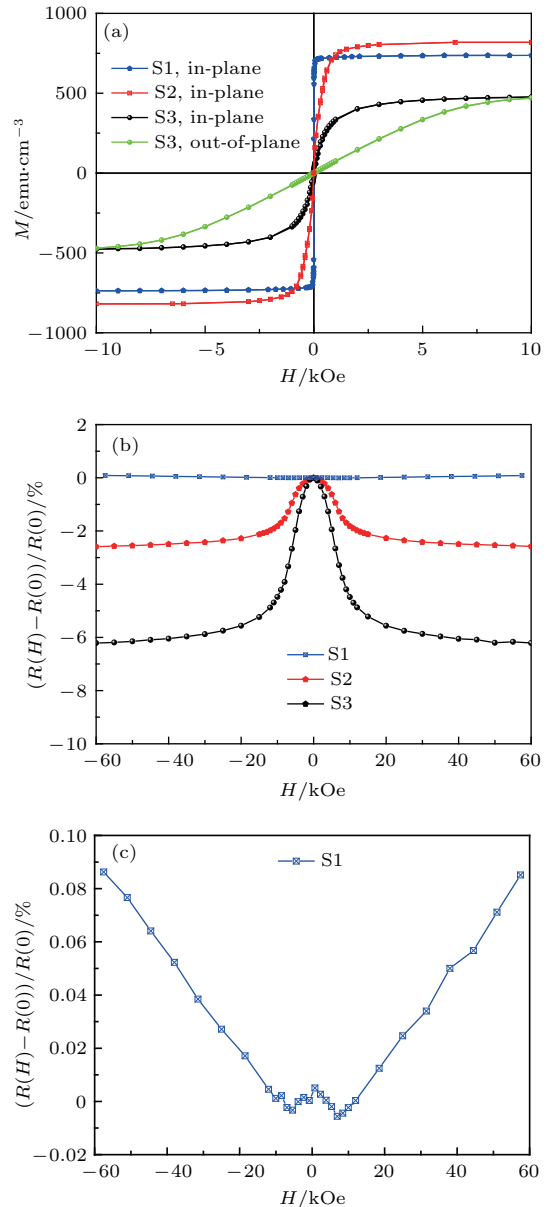 (a)
1000
500
0
−500
−1000
M/emu·cm−3
S1, in-plane
S2, in-plane
S3, in-plane
S3, out-of-plane
−10
−5
0
5
10
H/kOe
(b)
2
0
−2
−4
−6
−8
−10
(R(H)−R(0))/R(0)/%
S1
S2
S3
−60
−40
−20
0
20
40
60
H/kOe
(c)
0.10
0.08
0.06
0.04
0.02
0
−0.02
(R(H)−R(0))/R(0)/%
S1
−60
−40
−20
0
20
40
60
H/kOe